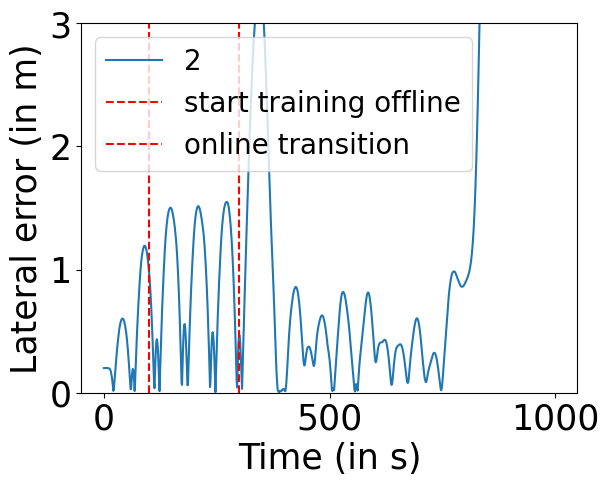 3
2
1
0
Lateral error (in m)
2
start training offline
online transition
0
500
1000
Time (in s)